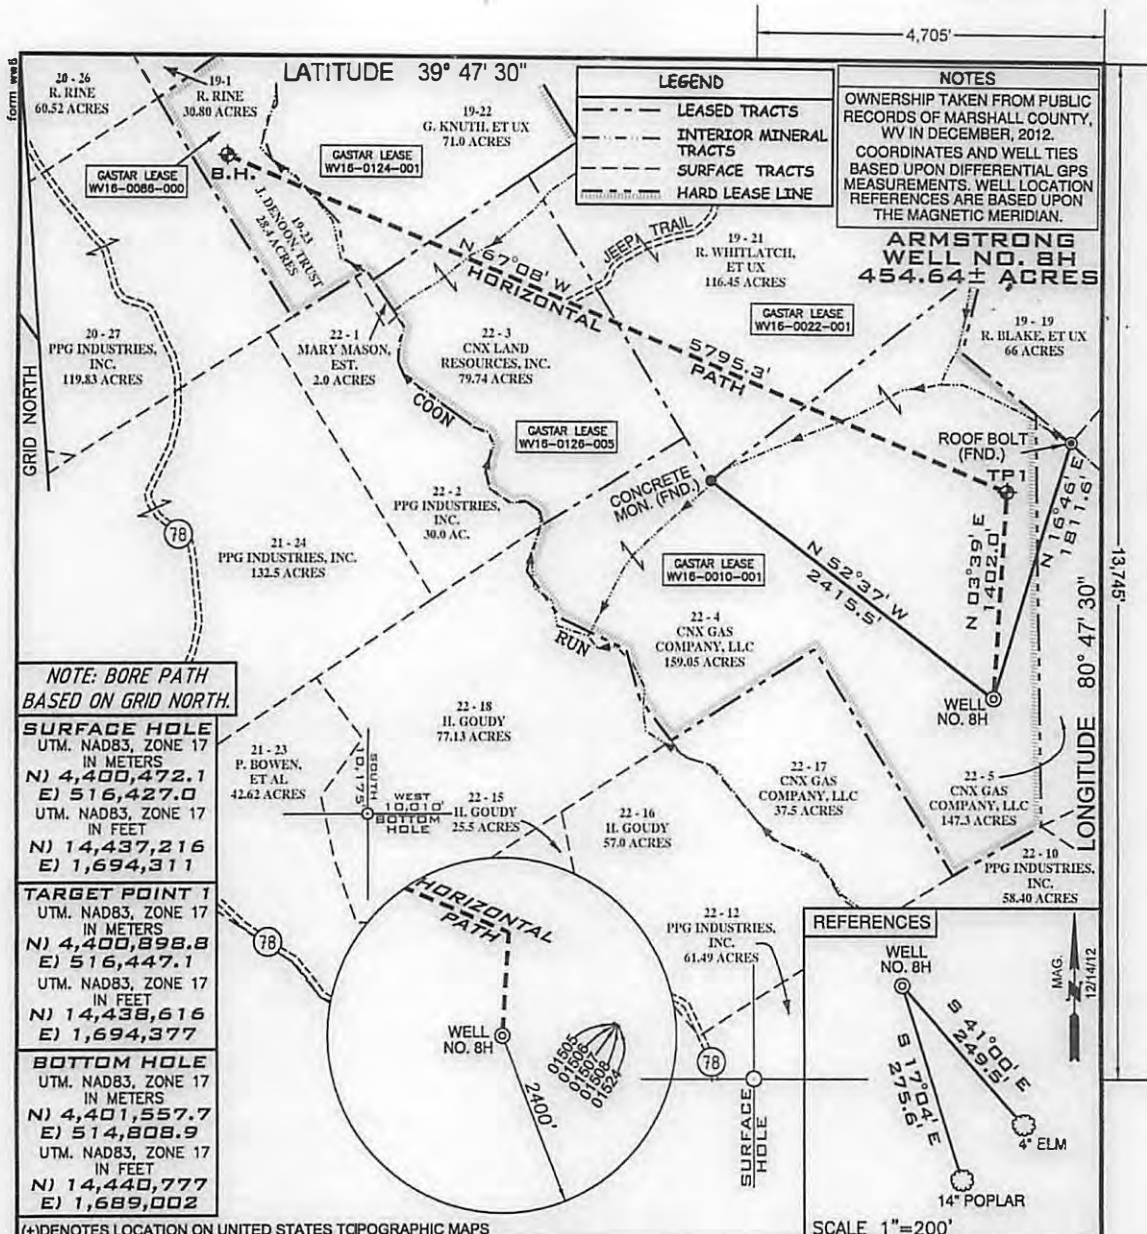 4,705'
form ww6
LATITUDE 39° 47' 30"
20 - 26
R. RINE
60.52 ACRES
19-1
R. RINE
30.80 ACRES
19-22
G. KNUTH, ET UX
71.0 ACRES
GASTAR LEASE
WV16-0086-000
GASTAR LEASE
WV16-0124-001
B.H.
19-23
J. DENOON, TRUST
28.4 ACRES
LEGEND
LEASED TRACTS
INTERIOR MINERAL
TRACTS
SURFACE TRACTS
HARD LEASE LINE
NOTES
OWNERSHIP TAKEN FROM PUBLIC
RECORDS OF MARSHALL COUNTY,
WV IN DECEMBER, 2012.
COORDINATES AND WELL TIES
BASED UPON DIFFERENTIAL GPS
MEASUREMENTS. WELL LOCATION
REFERENCES ARE BASED UPON
THE MAGNETIC MERIDIAN.
ARMSTRONG
WELL NO. 8H
454.64± ACRES
N 67°08' W
HORIZONTAL
5795.3'
PATH
JEEP TRAIL
19 - 21
R. WHITLATCH,
ET UX
116.45 ACRES
GASTAR LEASE
WV16-0022-001
19 - 19
R. BLAKE, ET UX
66 ACRES
20 - 27
PPG INDUSTRIES,
INC.
119.83 ACRES
GRID NORTH
22 - 1
MARY MASON,
EST.
2.0 ACRES
22 - 3
CNX LAND
RESOURCES, INC.
79.74 ACRES
COON
GASTAR LEASE
WV16-0126-005
ROOF BOLT
(FND.)
TP1
CONCRETE
MON. (FND.)
22 - 2
PPG INDUSTRIES,
INC.
30.0 AC.
78
21 - 24
PPG INDUSTRIES, INC.
132.5 ACRES
N 52°37' W
2415.5'
N 03°39' E
1402.0'
N 16°46' E
1811.6'
13,745'
GASTAR LEASE
WV16-0010-001
RUN
22 - 4
CNX GAS
COMPANY, LLC
159.05 ACRES
LONGITUDE 80° 47' 30"
WELL
NO. 8H
NOTE: BORE PATH
BASED ON GRID NORTH.
SURFACE HOLE
UTM. NAD83, ZONE 17
IN METERS
N) 4,400,472.1
E) 516,427.0
UTM. NAD83, ZONE 17
IN FEET
N) 14,437,216
E) 1,694,311
TARGET POINT 1
UTM. NAD83, ZONE 17
IN METERS
N) 4,400,898.8
E) 516,447.1
UTM. NAD83, ZONE 17
IN FEET
N) 14,438,616
E) 1,694,377
BOTTOM HOLE
UTM. NAD83, ZONE 17
IN METERS
N) 4,401,557.7
E) 514,808.9
UTM. NAD83, ZONE 17
IN FEET
N) 14,440,777
E) 1,689,002
22 - 18
H. GOUDY
77.13 ACRES
21 - 23
P. BOWEN,
ET AL
42.62 ACRES
SOUTH
10,175'
WEST
10,010'
BOTTOM
HOLE
22 - 15
H. GOUDY
25.5 ACRES
22 - 16
H. GOUDY
57.0 ACRES
22 - 17
CNX GAS
COMPANY, LLC
37.5 ACRES
22 - 5
CNX GAS
COMPANY, LLC
147.3 ACRES
22 - 10
PPG INDUSTRIES,
INC.
58.40 ACRES
HORIZONTAL
PATH
WELL
NO. 8H
2400'
01505
01506
01507
01508
01524
78
22 - 12
PPG INDUSTRIES,
INC.
61.49 ACRES
78
SURFACE
HOLE
REFERENCES
WELL
NO. 8H
S 41°00' E
249.5'
S 17°04' E
275.6'
4" ELM
14" POPLAR
MAG.
N
12/14/12
SCALE 1"=200'
(+)DENOTES LOCATION ON UNITED STATES TOPOGRAPHIC MAPS